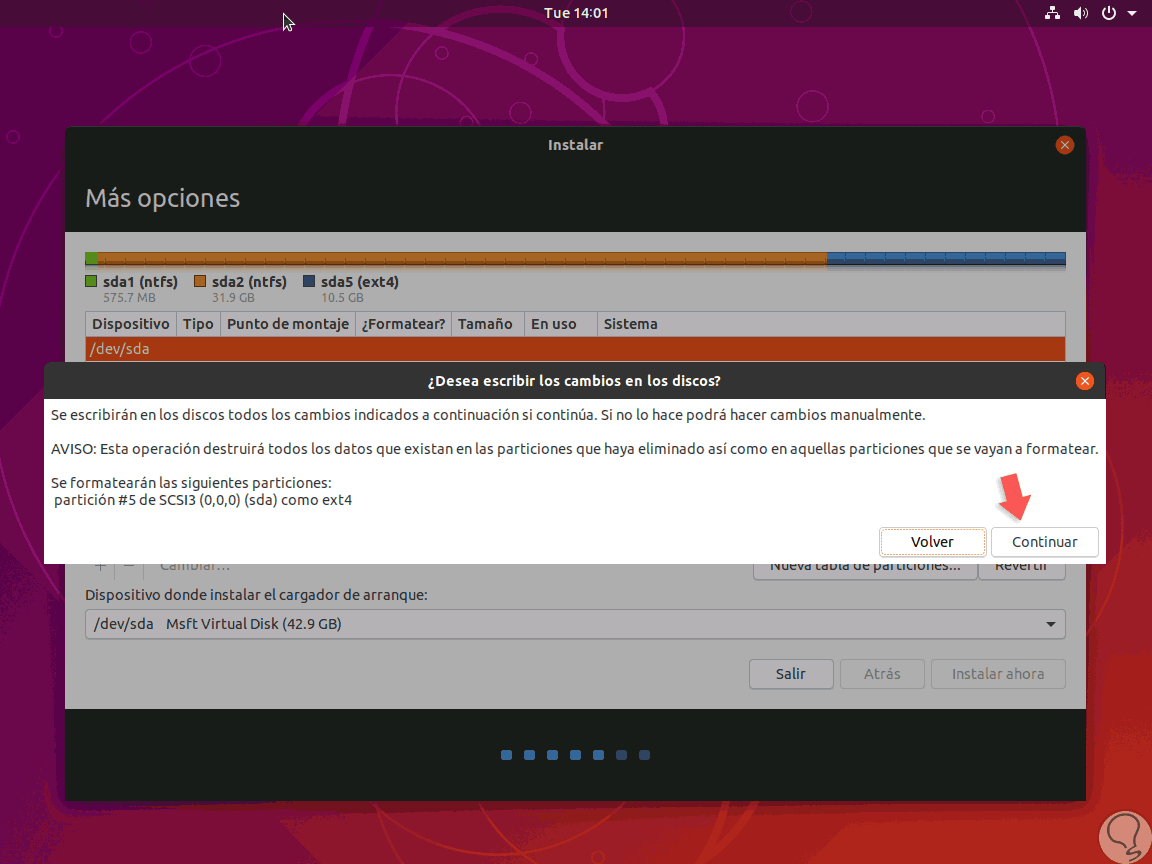 Tue 14:01
Instalar
Más opciones
sda1 (ntfs) sda2 (ntfs) sda5 (ext4)
575.7 MB 31.9 GB 10.5 GB
Dispositivo Tipo Punto de montaje ¿Formatear? Tamaño En uso Sistema
/dev/sda
¿Desea escribir los cambios en los discos?
Se escribirán en los discos todos los cambios indicados a continuación si continúa. Si no lo hace podrá hacer cambios manualmente.
AVISO: Esta operación destruirá todos los datos que existan en las particiones que haya eliminado así como en aquellas particiones que se vayan a formatear.
Se formatearán las siguientes particiones:
partición #5 de SCSI3 (0,0,0) (sda) como ext4
Volver Continuar
+ - Cambiar... Nueva tabla de particiones... Revertir
Dispositivo donde instalar el cargador de arranque:
/dev/sda Msft Virtual Disk (42.9 GB)
Salir Atrás Instalar ahora